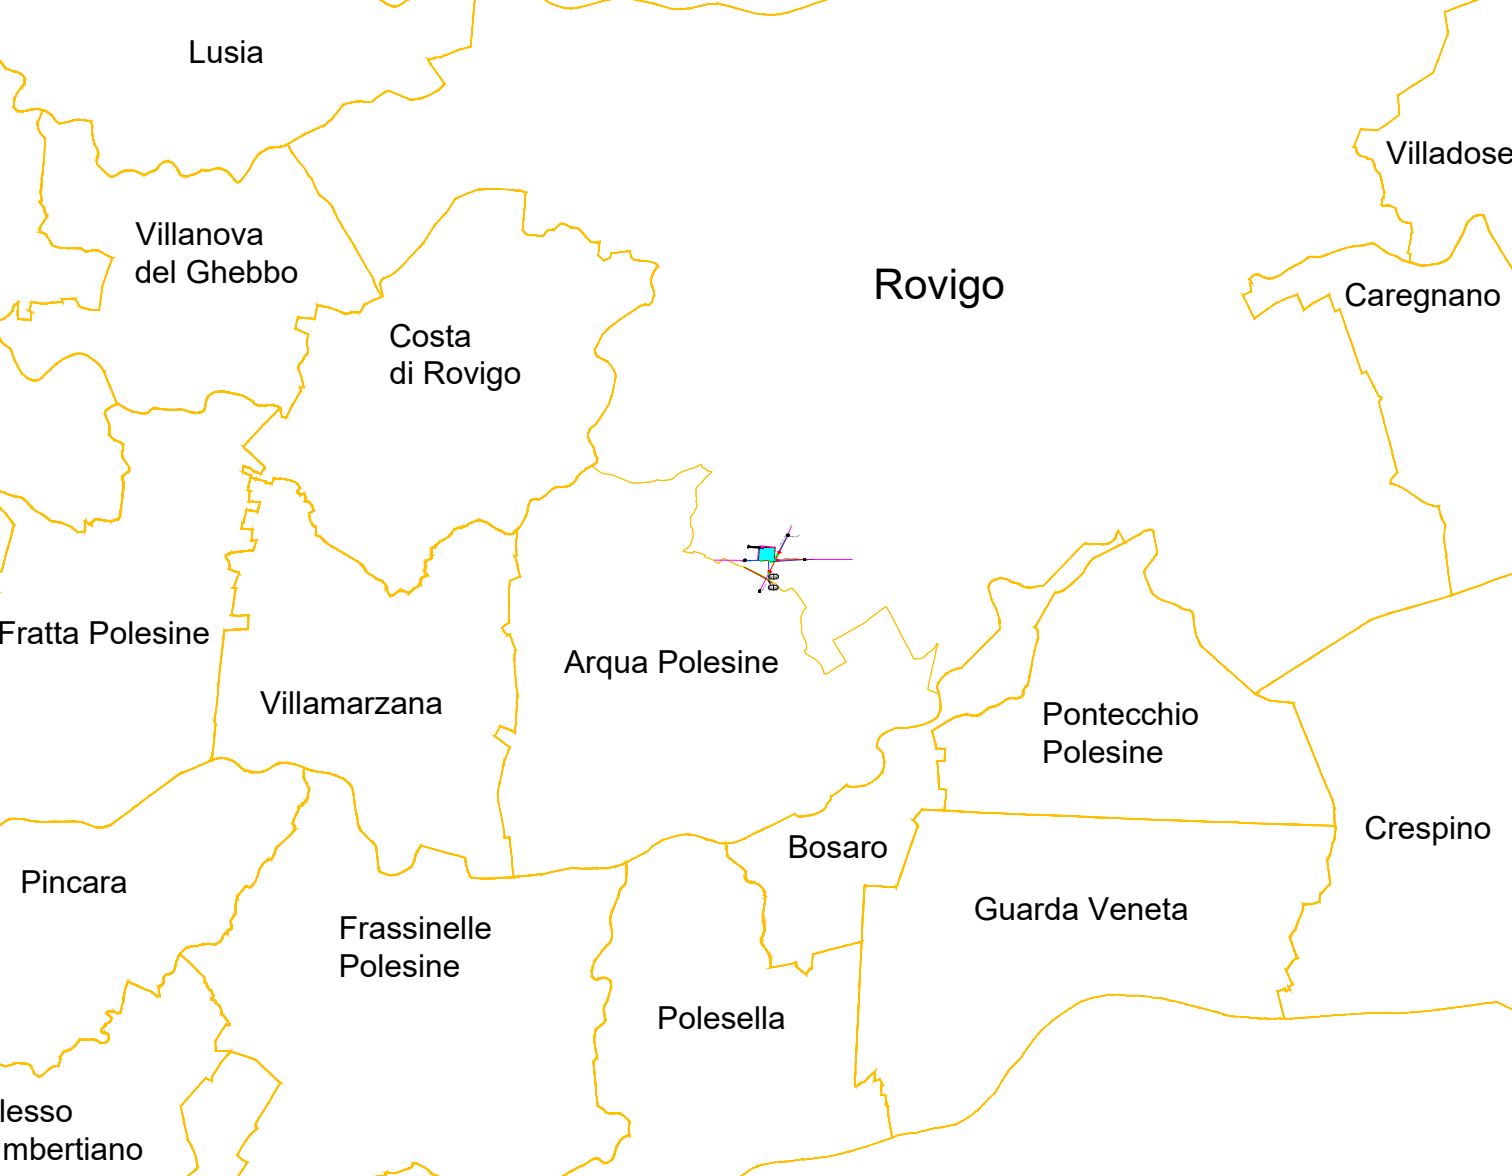 Lusia
Villadose
Villanova
del Ghebbo
Rovigo
Caregnano
Costa
di Rovigo
Fratta Polesine
Arqua Polesine
Villamarzana
Pontecchio
Polesine
Crespino
Bosaro
Pincara
Guarda Veneta
Frassinelle
Polesine
Polesella
lesso
mbertiano